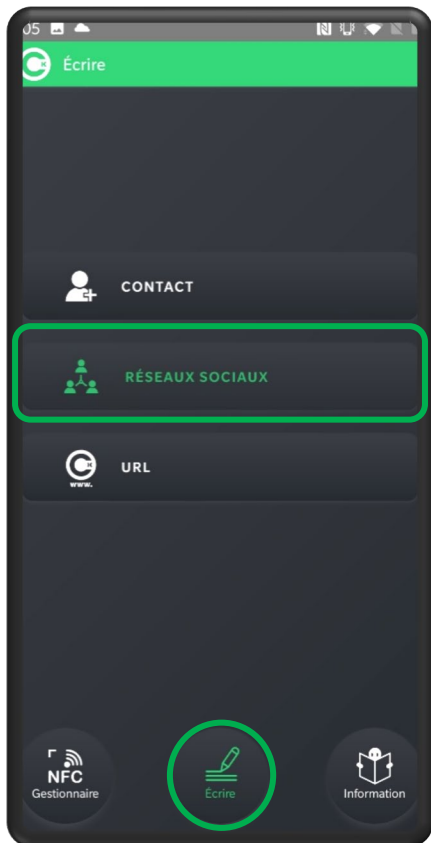 05
Écrire
CONTACT
RÉSEAUX SOCIAUX
URL
www.
NFC
Gestionnaire
Écrire
Information